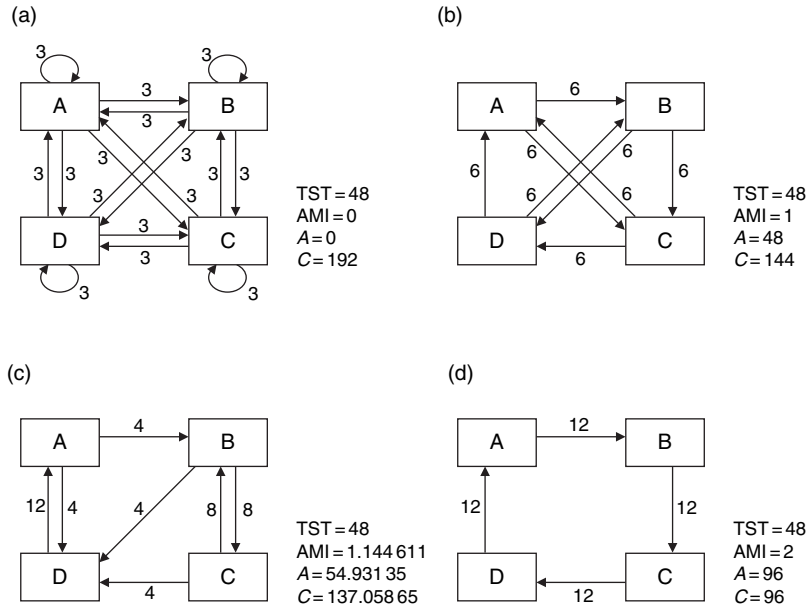 (a)
3
3
A
3
B
3
3
3
3
3
3
3
3
3
D
3
C
3
3
3
TST = 48
AMI = 0
A = 0
C = 192
(b)
A
6
B
6
6
6
6
6
6
D
C
6
TST = 48
AMI = 1
A = 48
C = 144
(c)
A
4
B
12
4
4
8
8
D
C
4
TST = 48
AMI = 1.144 611
A = 54.931 35
C = 137.058 65
(d)
A
12
B
12
12
D
C
12
TST = 48
AMI = 2
A = 96
C = 96